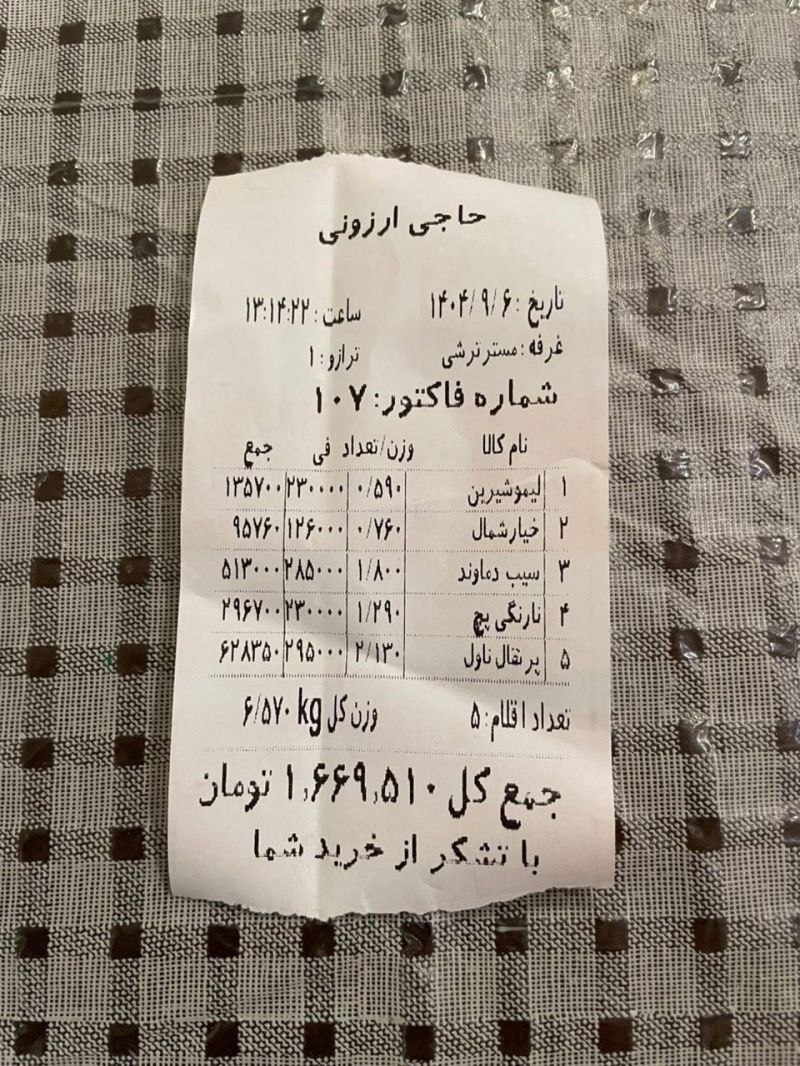 حاجی ارزونی
تاریخ : ۱۴۰۴/۹/۶ ساعت : ۱۳:۱۴:۲۲
غرفه : مسترترشی ترازو : ۱
شماره فاکتور: ۱۰۷
نام کالا وزن/تعداد فی جمع
۱ لیموشیرین ۰/۵۹۰ ۲۳۰۰۰۰ ۱۳۵۷۰۰
۲ خیارشمال ۰/۷۶۰ ۱۲۶۰۰۰ ۹۵۷۶۰
۳ سیب دماوند ۱/۸۰۰ ۲۸۵۰۰۰ ۵۱۳۰۰۰
۴ نارنگی پچ ۱/۲۹۰ ۲۳۰۰۰۰ ۲۹۶۷۰۰
۵ پرتقال ناول ۲/۱۳۰ ۲۹۵۰۰۰ ۶۲۸۳۵۰
تعداد اقلام: ۵ وزن کل kg ۶/۵۷۰
جمع کل ۱,۶۶۹,۵۱۰ تومان
با تشکر از خرید شما